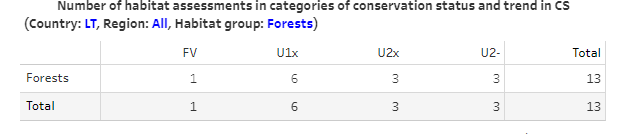 Number of habitat assessments in categories of conservation status and trend in CS
(Country: LT, Region: All, Habitat group: Forests)
FV U1x U2x U2- Total
Forests 1 6 3 3 13
Total 1 6 3 3 13